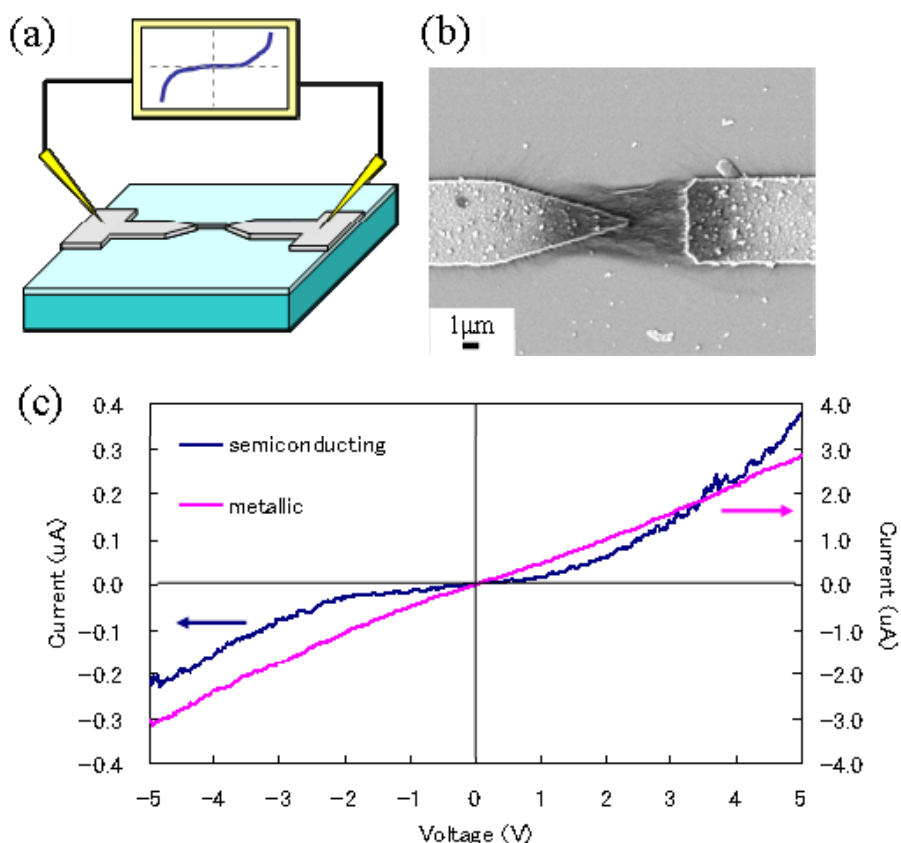 (a)
(b)
1μm
(c)
0.4
0.3
0.2
0.1
0.0
-0.1
-0.2
-0.3
-0.4
Current (uA)
semiconducting
metallic
4.0
3.0
2.0
1.0
0.0
-1.0
-2.0
-3.0
-4.0
Current (uA)
-5 -4 -3 -2 -1 0 1 2 3 4 5
Voltage (V)